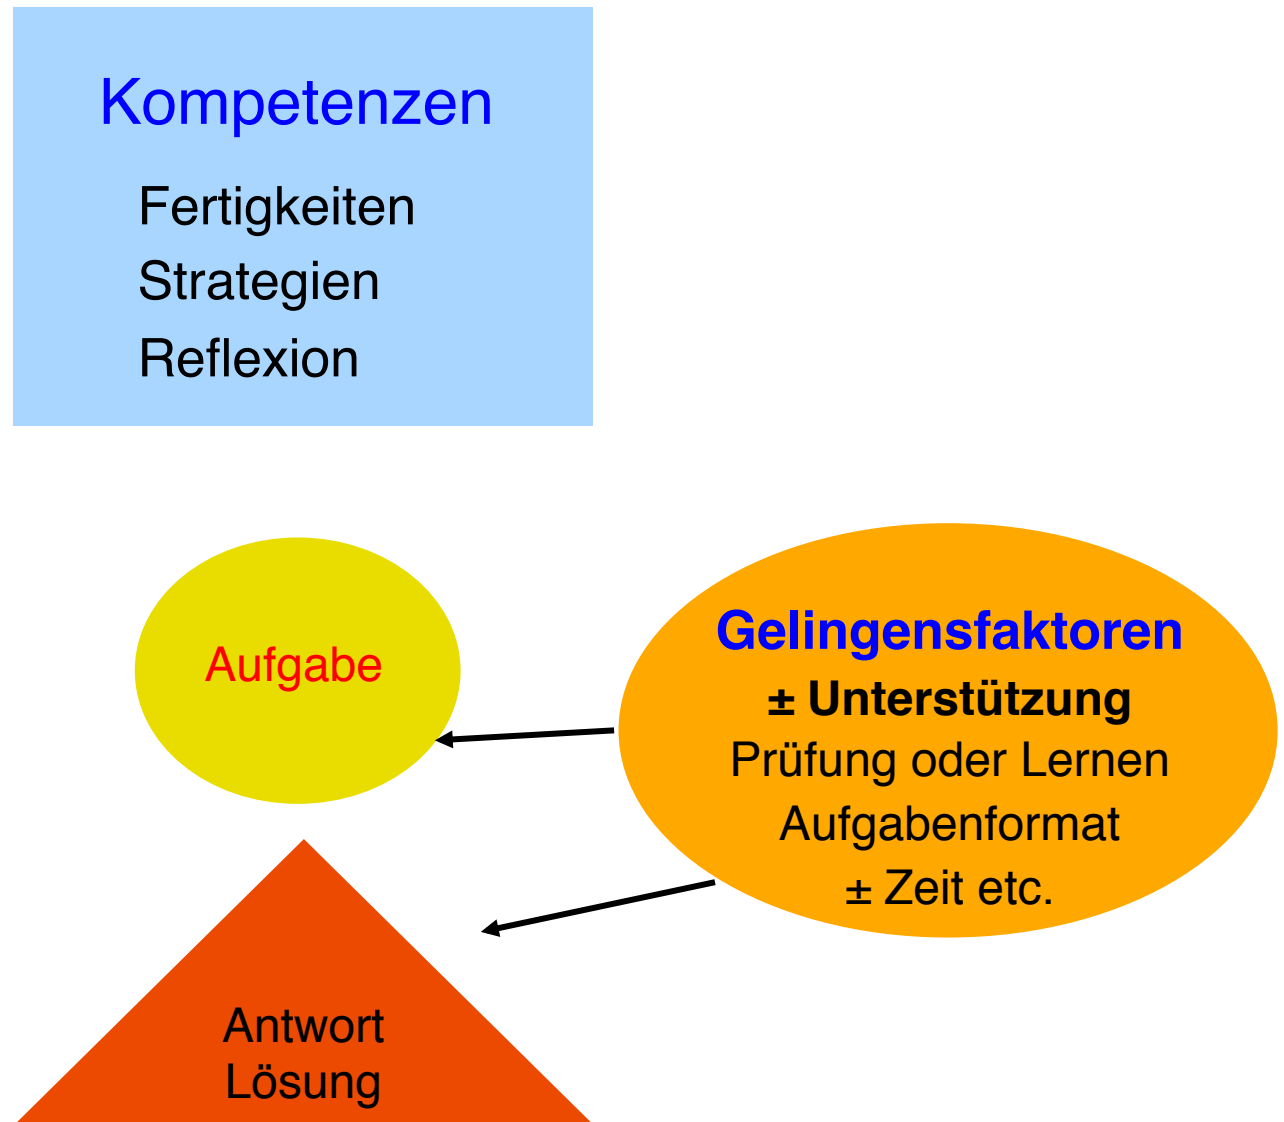 Kompetenzen
Fertigkeiten
Strategien
Reflexion
Aufgabe
Gelingensfaktoren
± Unterstützung
Prüfung oder Lernen
Aufgabenformat
± Zeit etc.
Antwort
Lösung